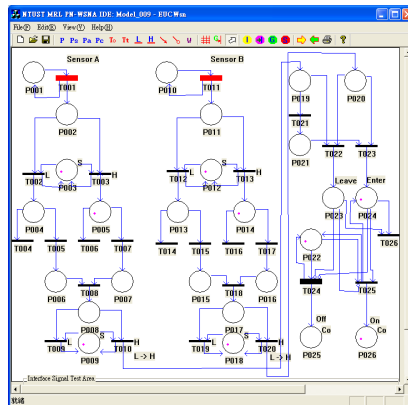 NTUST MRL PN-WSNA IDE: Model_009 - EUCWsn
File(F) Edit(E) View(V) Help(H)
P Ps Pa Pc To Tt L H
I G G
Sensor A
Sensor B
P001
T001
P010
T011
P019
P020
P002
P011
T021
P021
T022
T023
T002
L
S
P003
T003
H
T012
L
S
P012
T013
H
Leave
Enter
P004
P005
P013
P014
P023
P024
T004
T005
T006
T007
T014
T015
T016
T017
P022
T026
P006
T008
P007
P015
T018
P016
T024
T025
P008
P017
Off
On
T009
L
S
P009
H
T010
L -> H
T019
L
S
P018
H
T020
L -> H
Co
P025
Co
P026
Interface Signal Test Area
就緒